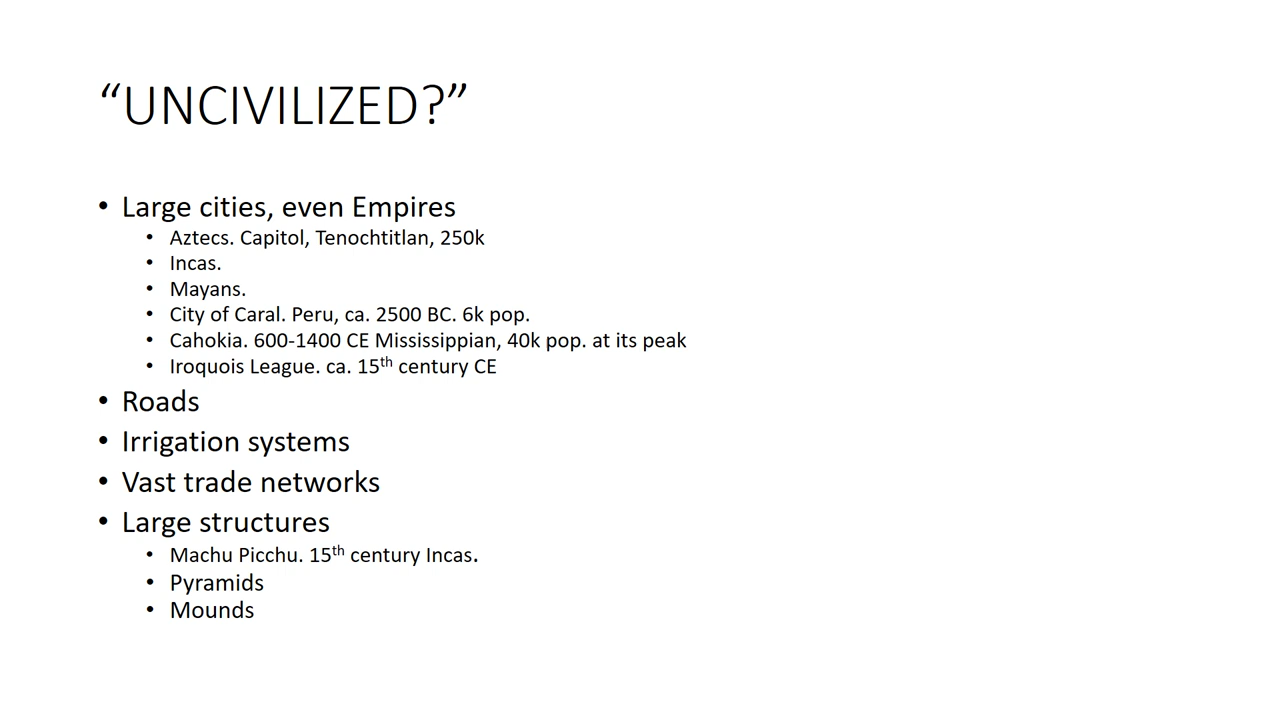 “UNCIVILIZED?”
• Large cities, even Empires
• Aztecs. Capitol, Tenochtitlan, 250k
• Incas.
• Mayans.
• City of Caral. Peru, ca. 2500 BC. 6k pop.
• Cahokia. 600-1400 CE Mississippian, 40k pop. at its peak
• Iroquois League. ca. 15th century CE
• Roads
• Irrigation systems
• Vast trade networks
• Large structures
• Machu Picchu. 15th century Incas.
• Pyramids
• Mounds